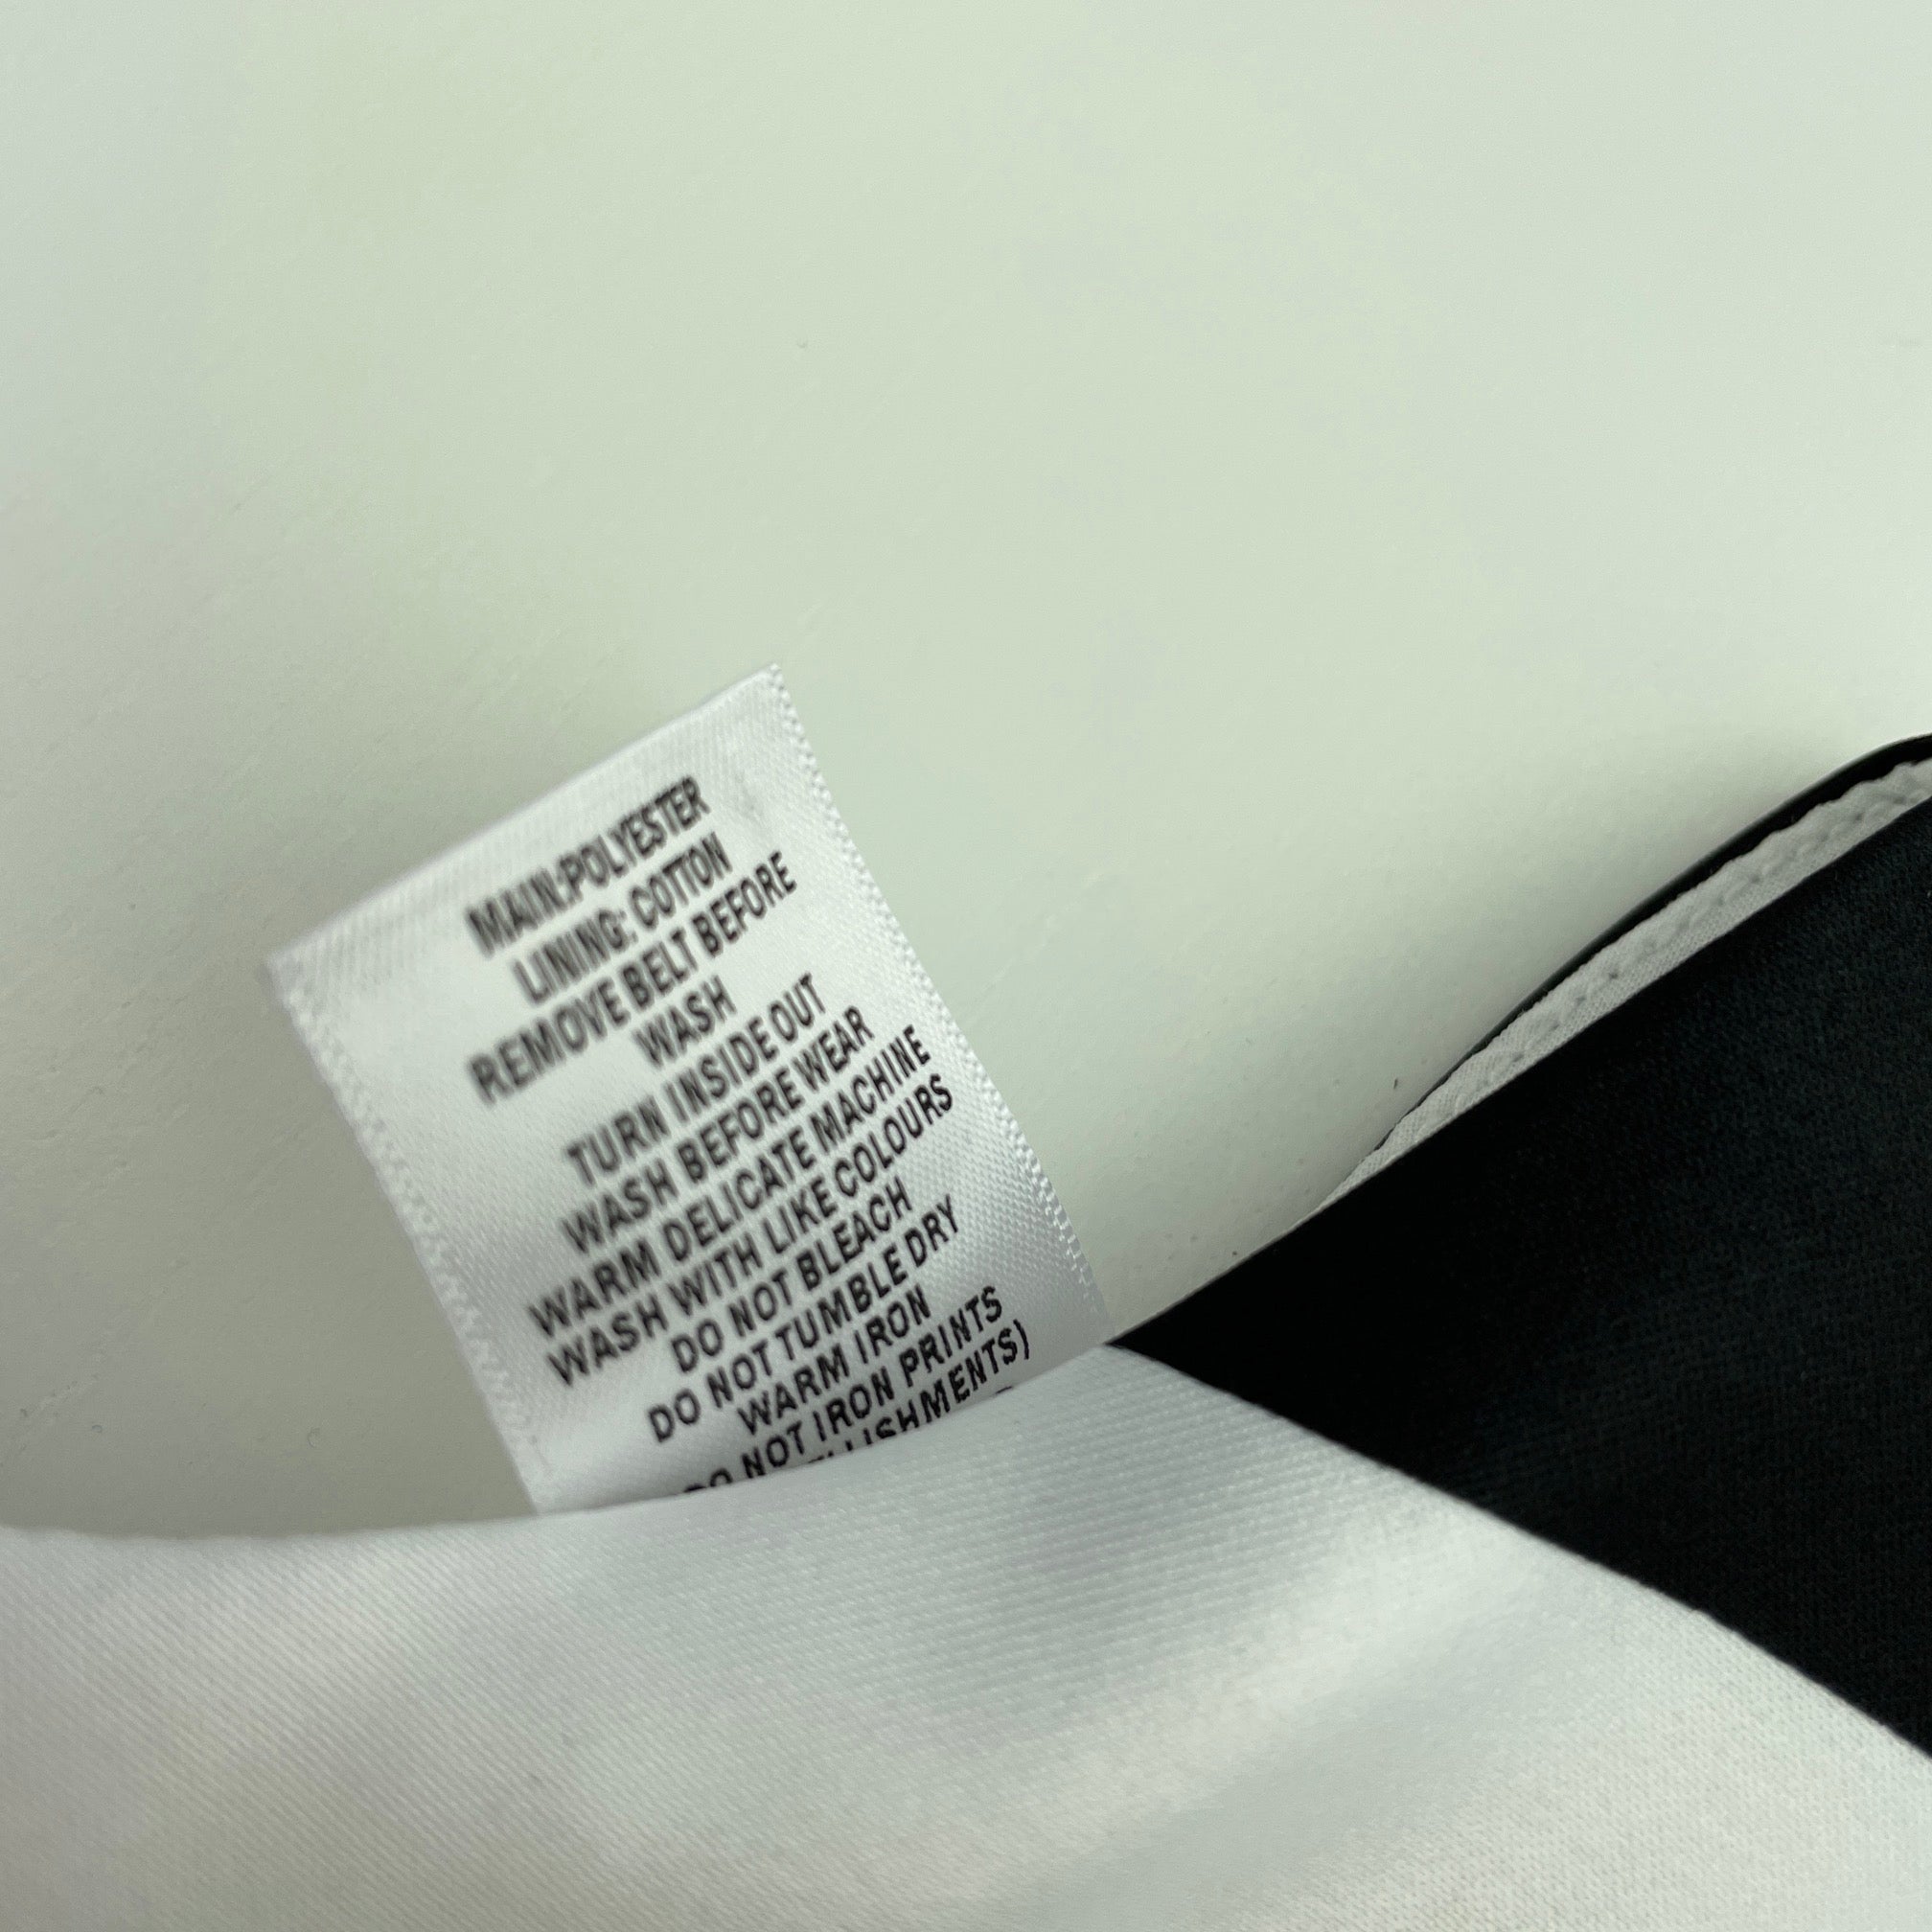 MAIN:POLYESTER
LINING: COTTON
REMOVE BELT BEFORE
WASH
TURN INSIDE OUT
WASH BEFORE WEAR
WARM DELICATE MACHINE
WASH WITH LIKE COLOURS
DO NOT BLEACH
DO NOT TUMBLE DRY
WARM IRON
DO NOT IRON PRINTS